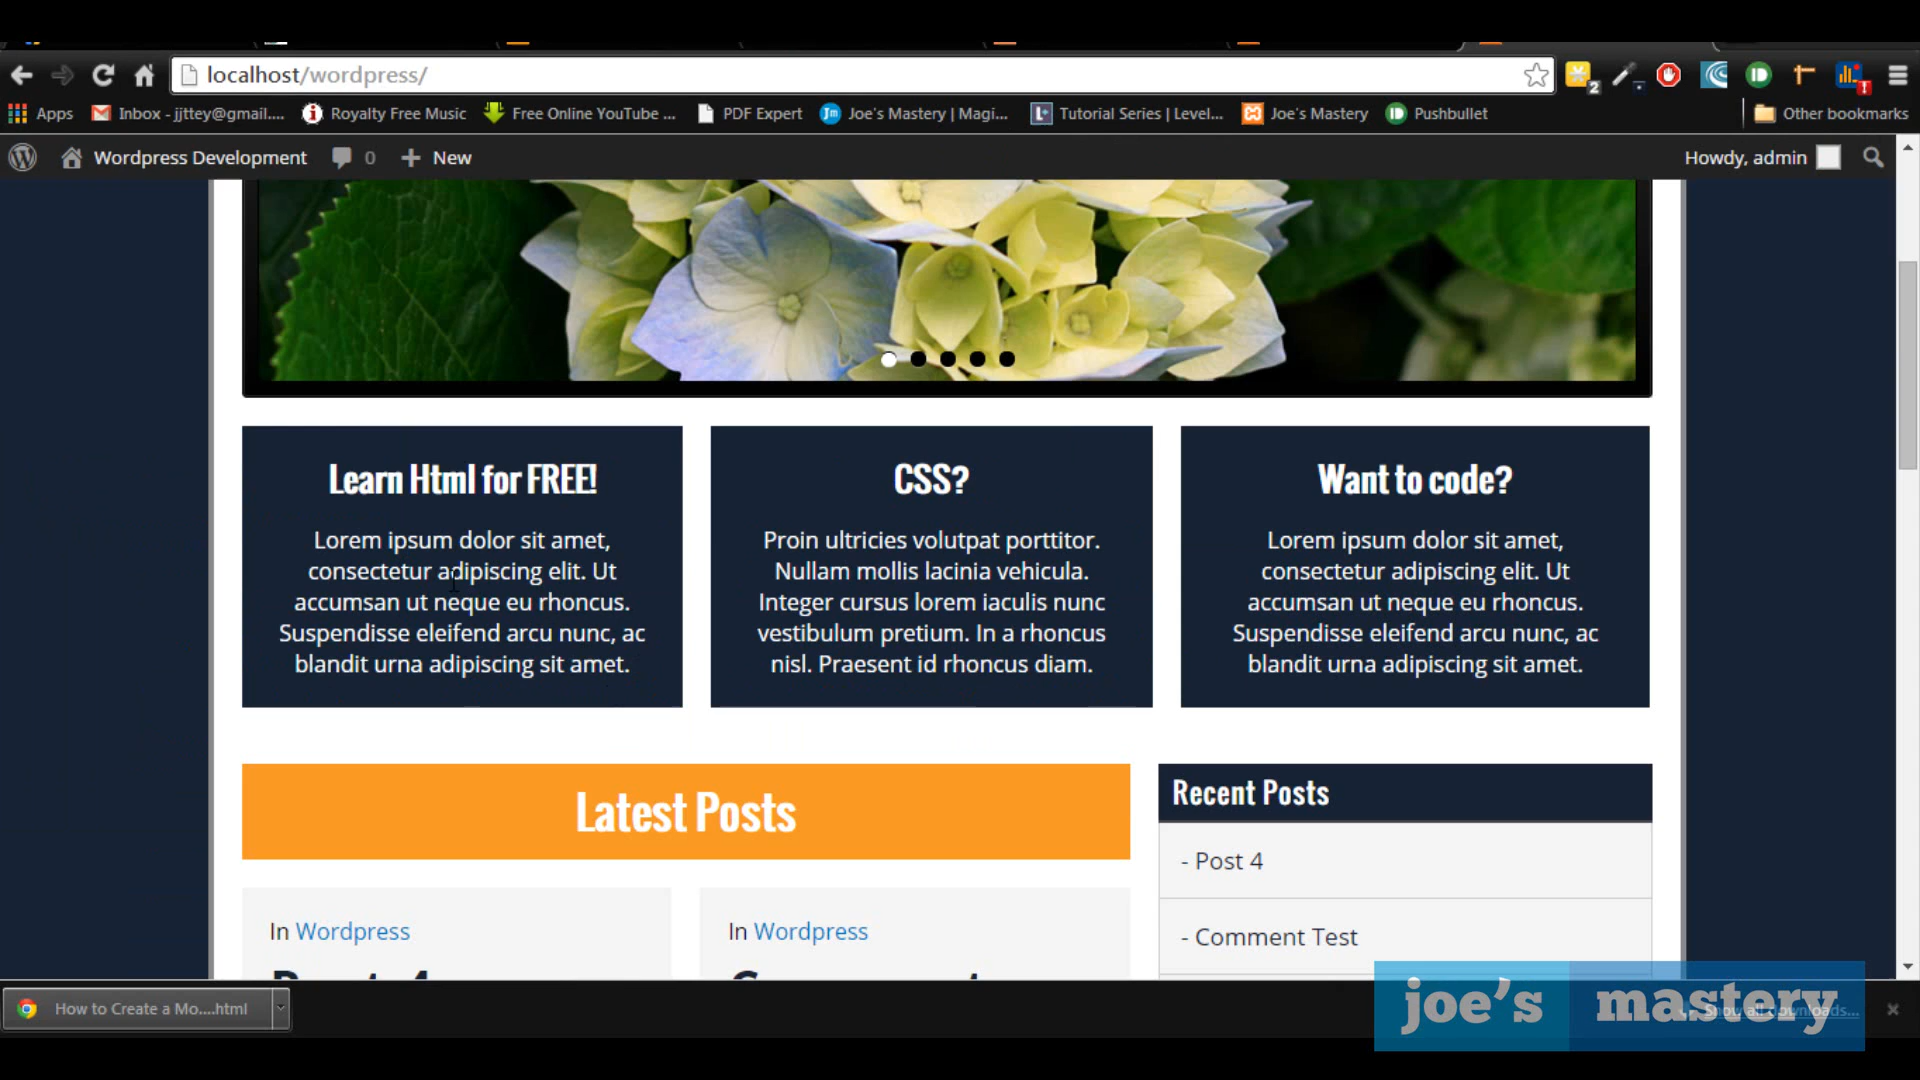 localhost/wordpress/
Apps Inbox - jjttey@gmail.... Royalty Free Music Free Online YouTube ... PDF Expert Joe's Mastery | Magi... Tutorial Series | Level... Joe's Mastery Pushbullet Other bookmarks
Wordpress Development 0 New Howdy, admin
Learn Html for FREE!
Lorem ipsum dolor sit amet,
consectetur adipiscing elit. Ut
accumsan ut neque eu rhoncus.
Suspendisse eleifend arcu nunc, ac
blandit urna adipiscing sit amet.
CSS?
Proin ultricies volutpat porttitor.
Nullam mollis lacinia vehicula.
Integer cursus lorem iaculis nunc
vestibulum pretium. In a rhoncus
nisl. Praesent id rhoncus diam.
Want to code?
Lorem ipsum dolor sit amet,
consectetur adipiscing elit. Ut
accumsan ut neque eu rhoncus.
Suspendisse eleifend arcu nunc, ac
blandit urna adipiscing sit amet.
Latest Posts
In Wordpress
In Wordpress
Recent Posts
- Post 4
- Comment Test
How to Create a Mo....html
Show all downloads...
joe's mastery